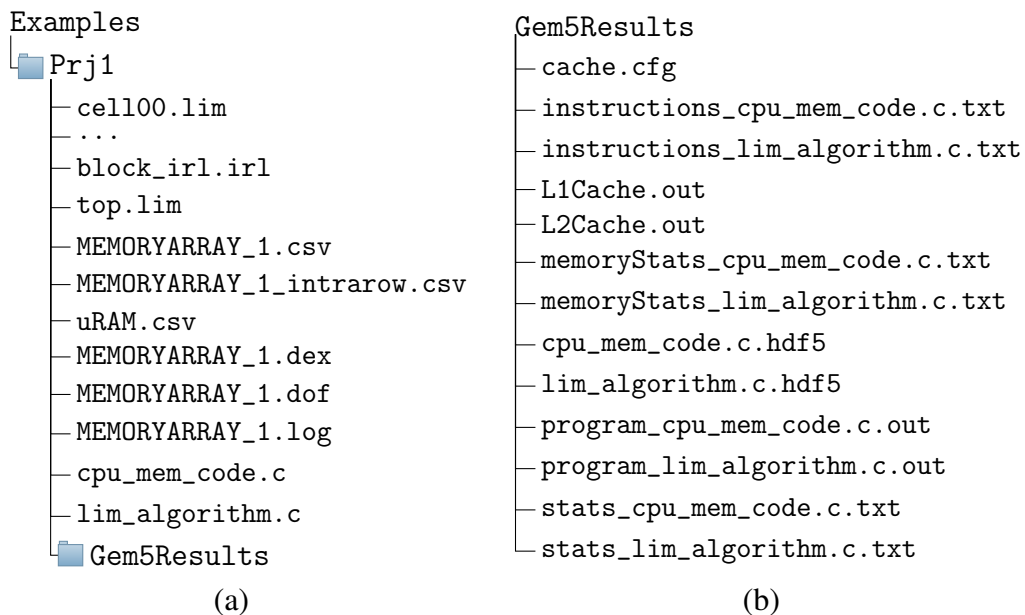 Examples
Prj1
cell00.lim
...
block_irl.irl
top.lim
MEMORYARRAY_1.csv
MEMORYARRAY_1_intrarow.csv
uRAM.csv
MEMORYARRAY_1.dex
MEMORYARRAY_1.dof
MEMORYARRAY_1.log
cpu_mem_code.c
lim_algorithm.c
Gem5Results
(a)
Gem5Results
cache.cfg
instructions_cpu_mem_code.c.txt
instructions_lim_algorithm.c.txt
L1Cache.out
L2Cache.out
memoryStats_cpu_mem_code.c.txt
memoryStats_lim_algorithm.c.txt
cpu_mem_code.c.hdf5
lim_algorithm.c.hdf5
program_cpu_mem_code.c.out
program_lim_algorithm.c.out
stats_cpu_mem_code.c.txt
stats_lim_algorithm.c.txt
(b)